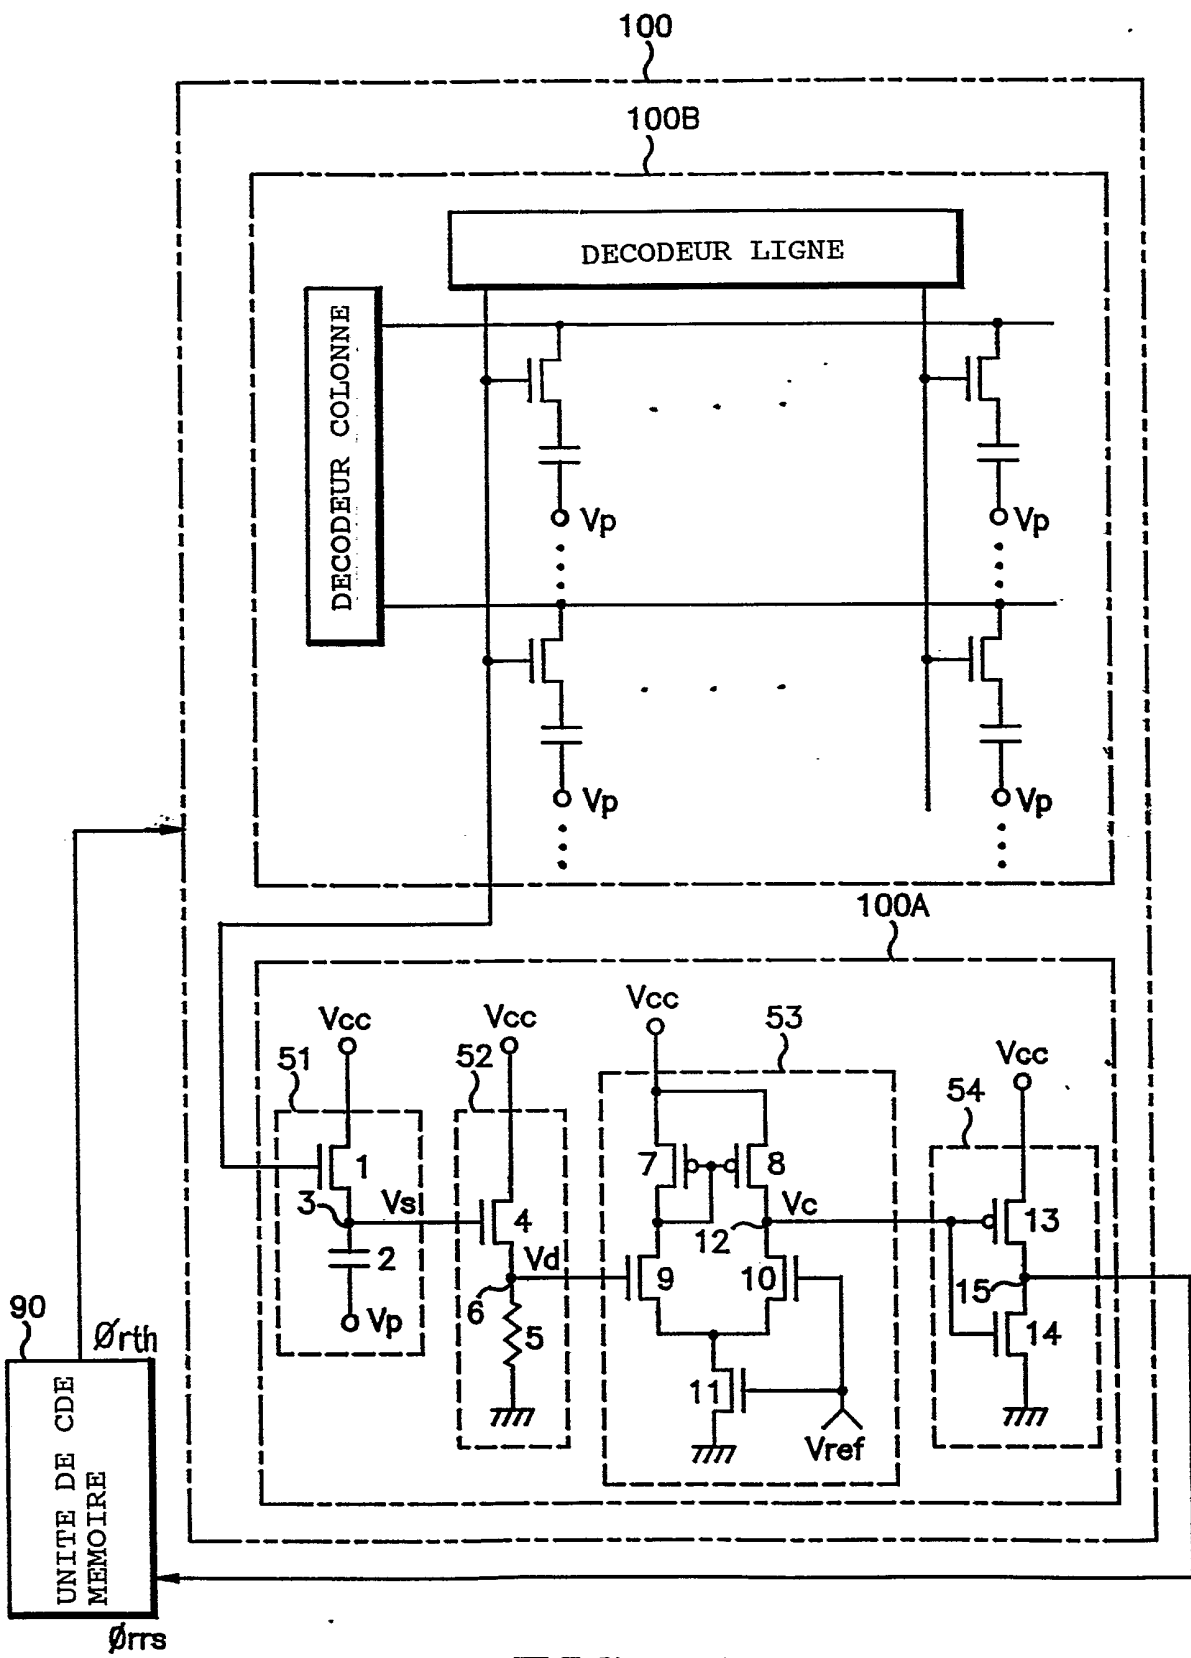 100
100B
DECODEUR LIGNE
DECODEUR COLONNE
Vp
Vp
Vp
Vp
100A
Vcc
53
Vcc
Vcc
51
52
Vcc
54
1
7
8
3
Vs
4
Vc
13
2
12
Vd
9
10
15
Vp
6
5
14
11
Vref
90
Ørth
UNITE DE CDE
MEMOIRE
Ørrs